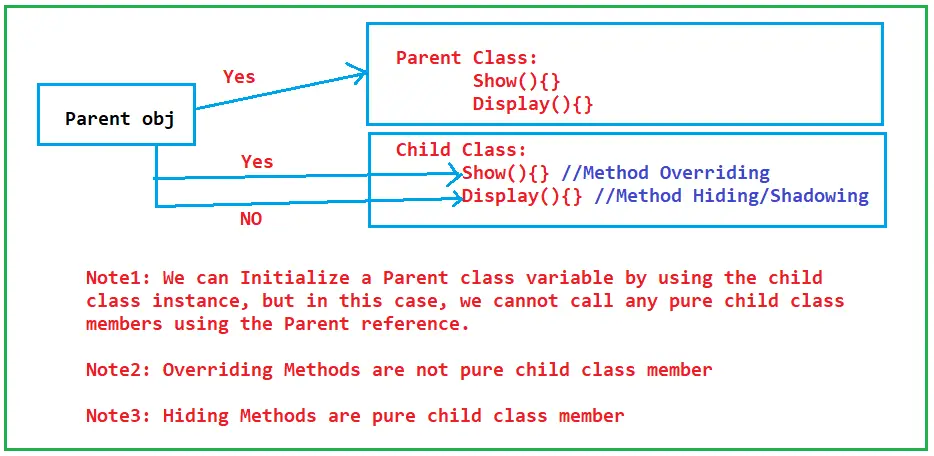 Parent Class:
Yes
Show(){}
Display(){}
Parent obj
Child Class:
Yes
Show(){} //Method Overriding
Display(){} //Method Hiding/Shadowing
NO
Note1: We can Initialize a Parent class variable by using the child
class instance, but in this case, we cannot call any pure child class
members using the Parent reference.
Note2: Overriding Methods are not pure child class member
Note3: Hiding Methods are pure child class member